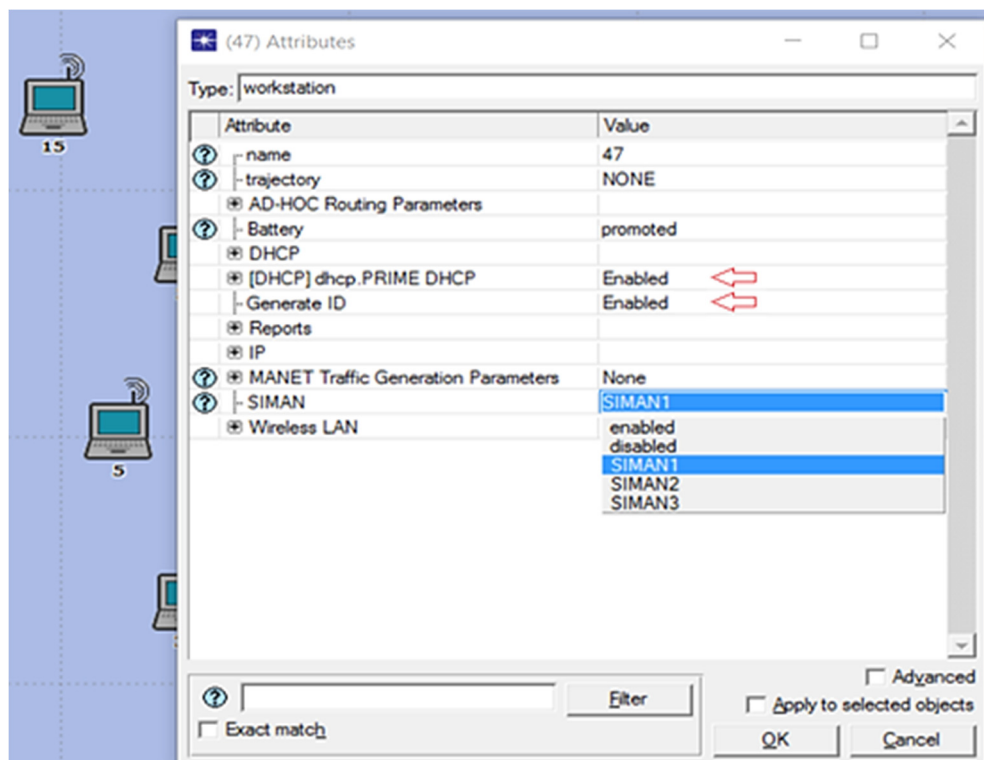 (47) Attributes
Type: workstation
Attribute Value
name 47
trajectory NONE
AD-HOC Routing Parameters
Battery promoted
DHCP
[DHCP] dhcp.PRIME DHCP Enabled
Generate ID Enabled
Reports
IP
MANET Traffic Generation Parameters None
SIMAN SIMAN1
Wireless LAN
enabled
disabled
SIMAN1
SIMAN2
SIMAN3
Advanced
Filter
Apply to selected objects
Exact match
OK Cancel
15
5